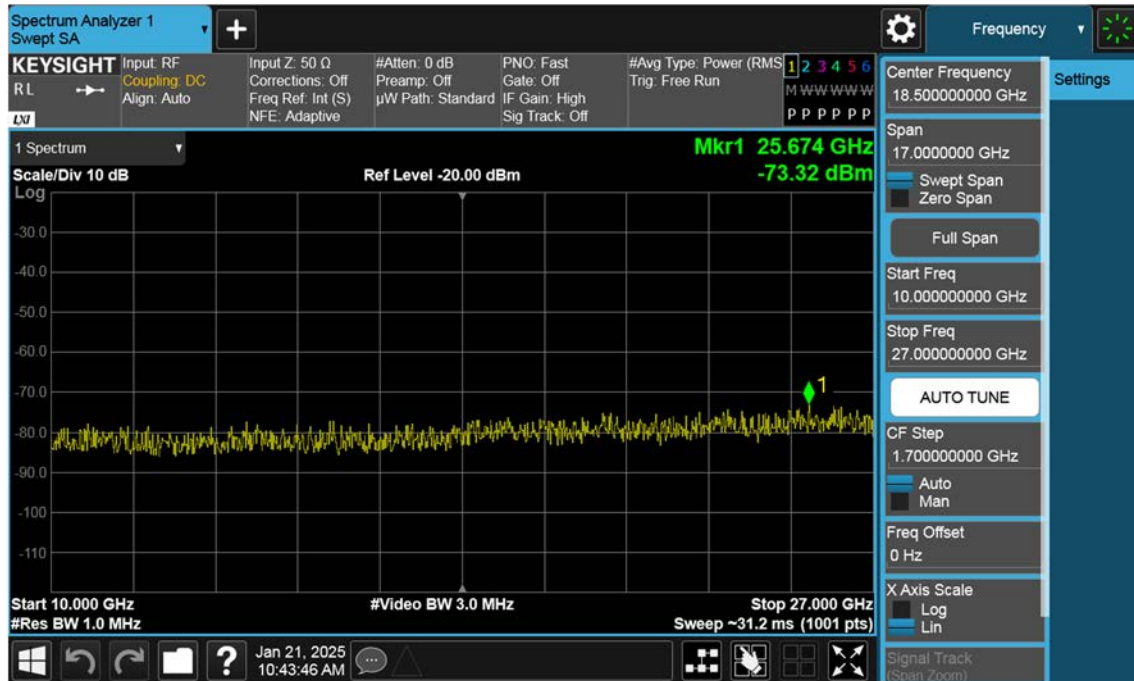 Spectrum Analyzer 1
Swept SA
+
Frequency
KEYSIGHT
RL
LXI
Input: RF
Coupling: DC
Align: Auto
Input Z: 50 Ω
Corrections: Off
Freq Ref: Int (S)
NFE: Adaptive
#Atten: 0 dB
Preamp: Off
µW Path: Standard
PNO: Fast
Gate: Off
IF Gain: High
Sig Track: Off
#Avg Type: Power (RMS
Trig: Free Run
1 2 3 4 5 6
M W W W W W
P P P P P P
1 Spectrum
Scale/Div 10 dB
Log
Ref Level -20.00 dBm
Mkr1 25.674 GHz
-73.32 dBm
-30.0
-40.0
-50.0
-60.0
-70.0
-80.0
-90.0
-100
-110
1
Start 10.000 GHz
#Res BW 1.0 MHz
#Video BW 3.0 MHz
Stop 27.000 GHz
Sweep ~31.2 ms (1001 pts)
Center Frequency
18.500000000 GHz
Span
17.0000000 GHz
Swept Span
Zero Span
Full Span
Start Freq
10.000000000 GHz
Stop Freq
27.000000000 GHz
AUTO TUNE
CF Step
1.700000000 GHz
Auto
Man
Freq Offset
0 Hz
X Axis Scale
Log
Lin
Signal Track
(Span Zoom)
Settings
?
Jan 21, 2025
10:43:46 AM